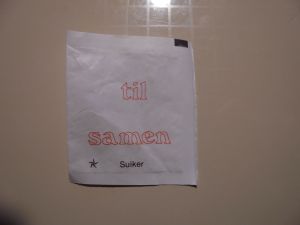 til
samen
* Suiker